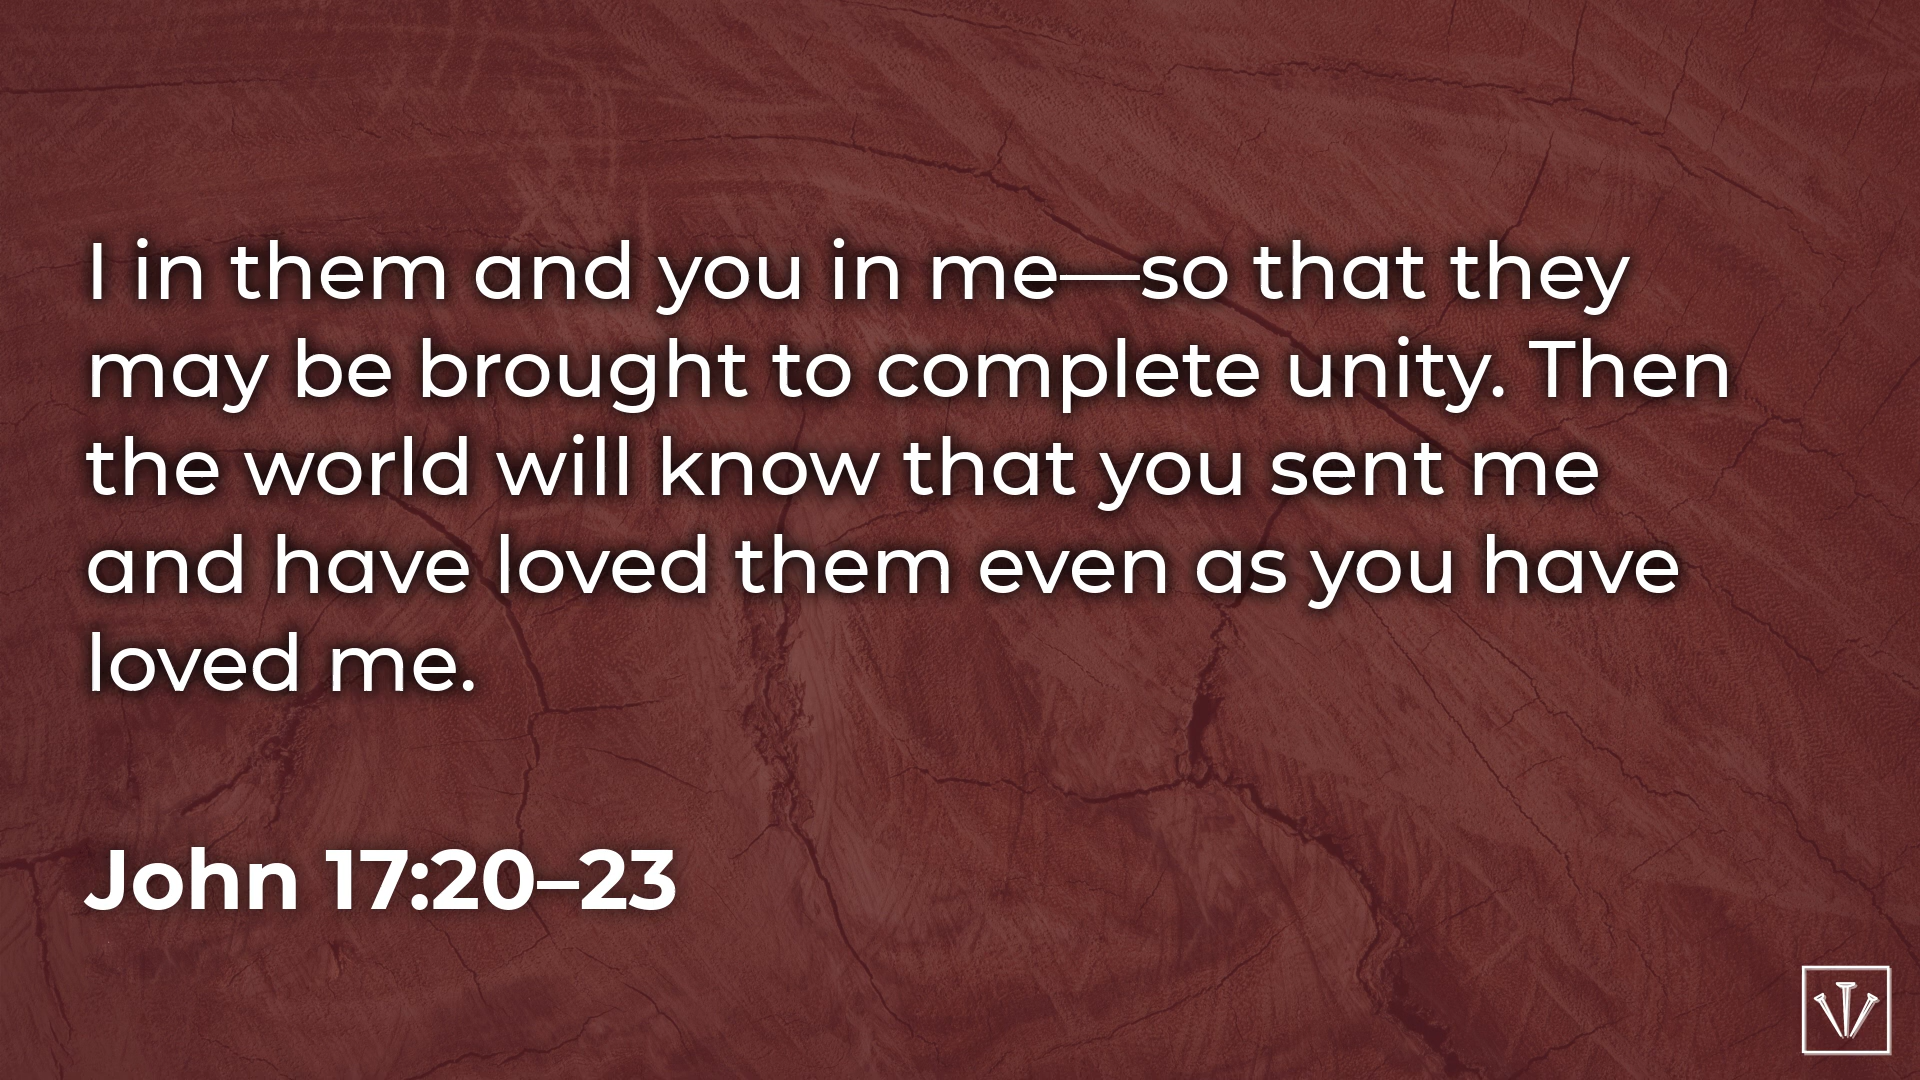 I in them and you in me—so that they
may be brought to complete unity. Then
the world will know that you sent me
and have loved them even as you have
loved me.
John 17:20–23